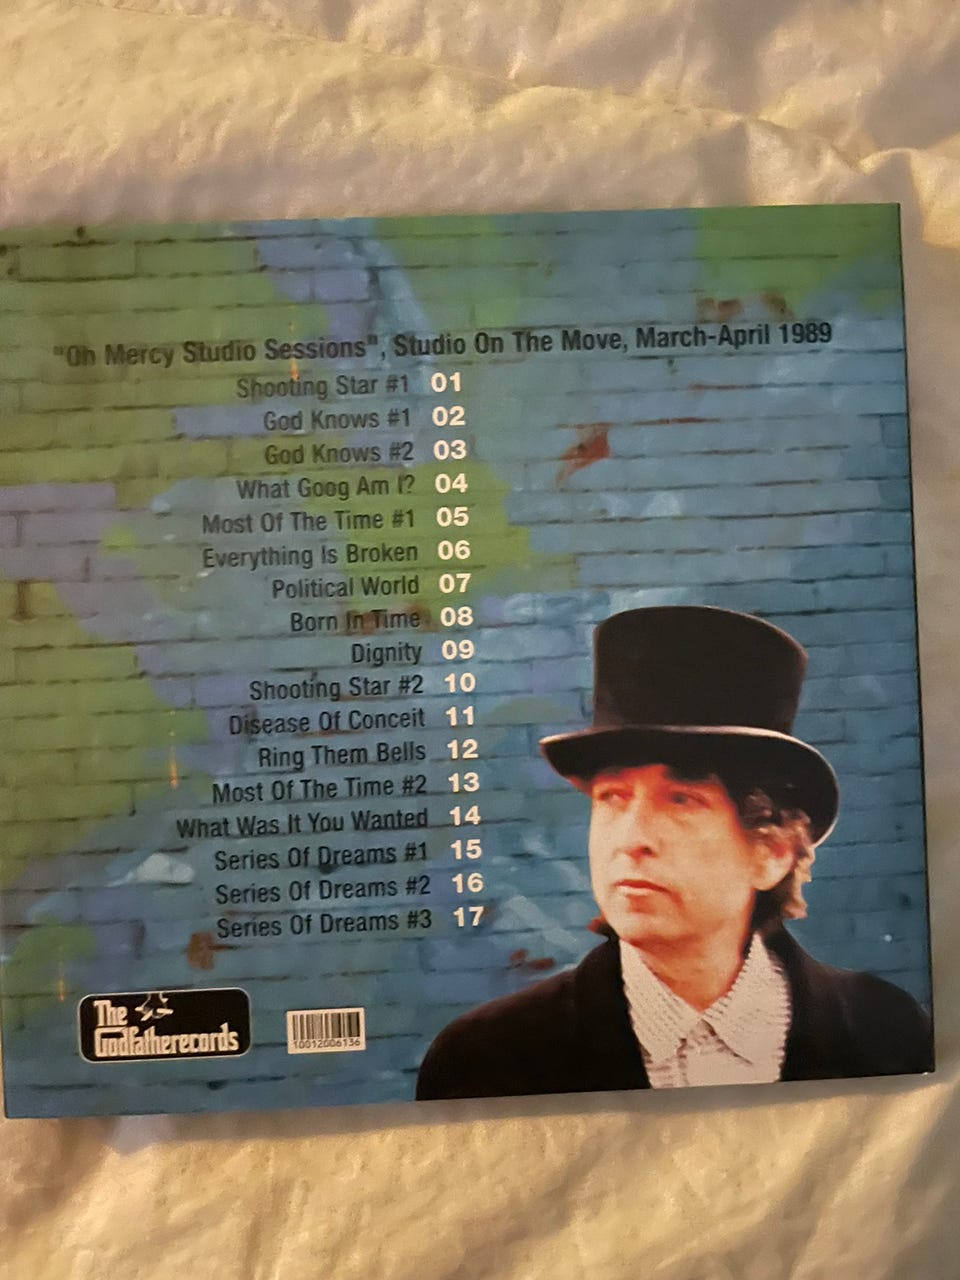 "Oh Mercy Studio Sessions", Studio On The Move, March-April 1989
Shooting Star #1 01
God Knows #1 02
God Knows #2 03
What Goog Am I? 04
Most Of The Time #1 05
Everything Is Broken 06
Political World 07
Born In Time 08
Dignity 09
Shooting Star #2 10
Disease Of Conceit 11
Ring Them Bells 12
Most Of The Time #2 13
What Was It You Wanted 14
Series Of Dreams #1 15
Series Of Dreams #2 16
Series Of Dreams #3 17
The
Godfatherecords
10012006136